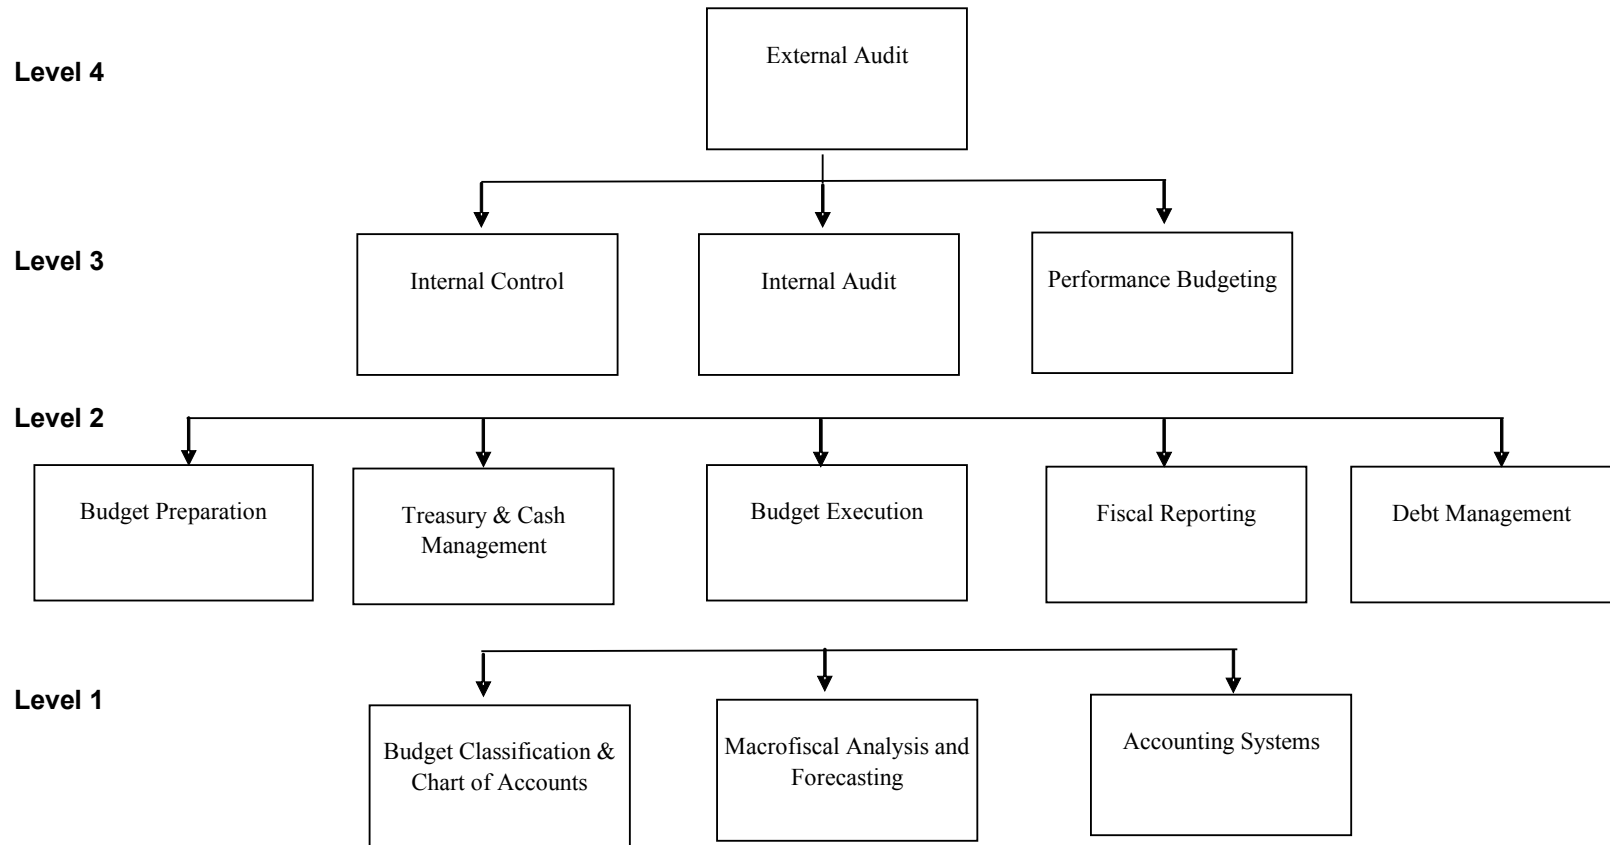 Level 4
External Audit
Level 3
Internal Control
Internal Audit
Performance Budgeting
Level 2
Budget Preparation
Treasury & Cash
Management
Budget Execution
Fiscal Reporting
Debt Management
Level 1
Budget Classification &
Chart of Accounts
Macrofiscal Analysis and
Forecasting
Accounting Systems